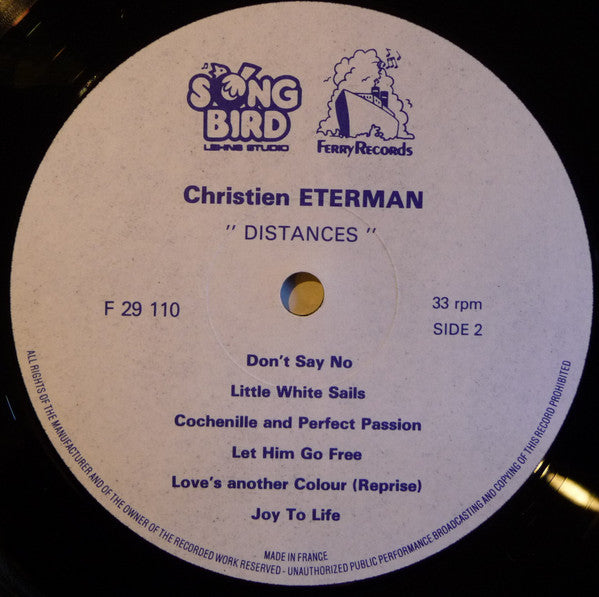 SONG
BIRD
LEHNE STUDIO
FERRY RECORDS
Christien ETERMAN
" DISTANCES "
F 29 110
33 rpm
SIDE 2
Don't Say No
Little White Sails
Cochenille and Perfect Passion
Let Him Go Free
Love's another Colour (Reprise)
Joy To Life
MADE IN FRANCE
ALL RIGHTS OF THE MANUFACTURER AND OF THE OWNER OF THE RECORDED WORK RESERVED - UNAUTHORIZED PUBLIC PERFORMANCE BROADCASTING AND COPYING OF THIS RECORD PROHIBITED